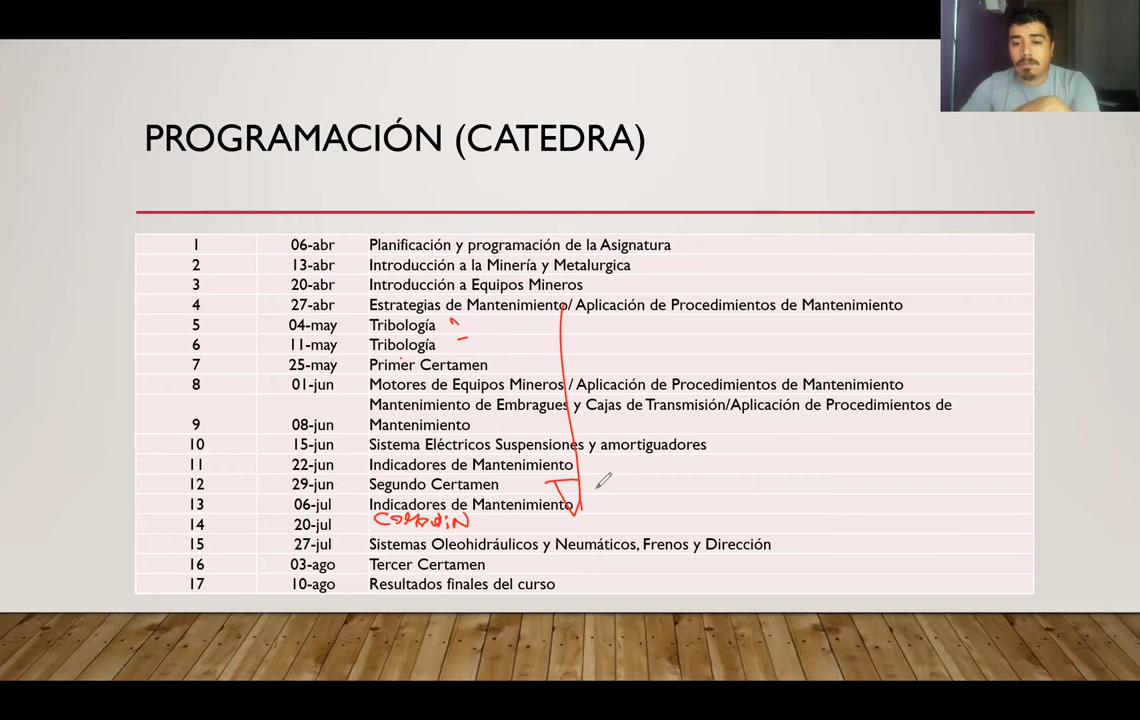 PROGRAMACIÓN (CATEDRA)
1 06-abr Planificación y programación de la Asignatura
2 13-abr Introducción a la Minería y Metalurgica
3 20-abr Introducción a Equipos Mineros
4 27-abr Estrategias de Mantenimiento/ Aplicación de Procedimientos de Mantenimiento
5 04-may Tribología
6 11-may Tribología
7 25-may Primer Certamen
8 01-jun Motores de Equipos Mineros / Aplicación de Procedimientos de Mantenimiento
Mantenimiento de Embragues y Cajas de Transmisión/Aplicación de Procedimientos de
9 08-jun Mantenimiento
10 15-jun Sistema Eléctricos Suspensiones y amortiguadores
11 22-jun Indicadores de Mantenimiento
12 29-jun Segundo Certamen
13 06-jul Indicadores de Mantenimiento
14 20-jul
15 27-jul Sistemas Oleohidráulicos y Neumáticos, Frenos y Dirección
16 03-ago Tercer Certamen
17 10-ago Resultados finales del curso